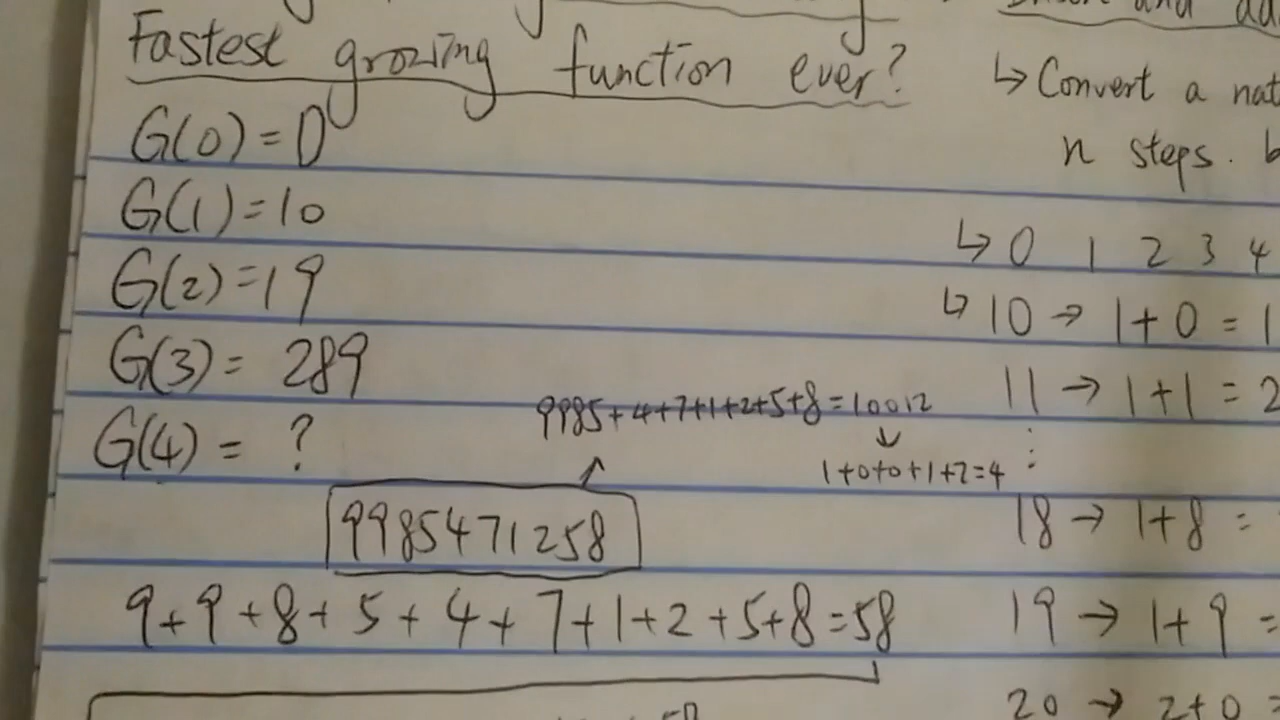 Fastest growing function ever?
G(0)=0
G(1)=10
G(2)=19
G(3)= 289
G(4) = ?
9985+4+7+1+2+5+8=10012
↓
1+0+0+1+2=4
9985471258
9+9+8+5+4+7+1+2+5+8=58
and
↳ Convert a nat
n steps. b
↳ 0 1 2 3 4
↳ 10 → 1+0 = 1
11 → 1+1 = 2
⋮
18 → 1+8 =
19 → 1+9 =
20 → 2+0 =